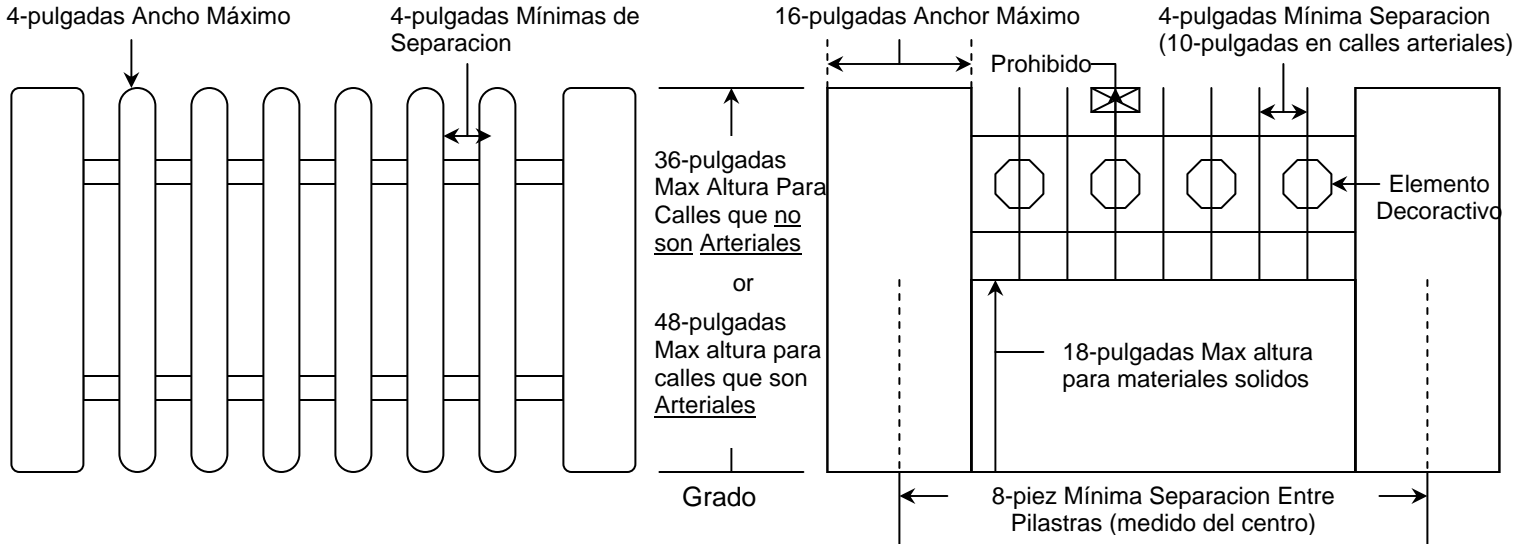 4-pulgadas Ancho Máximo
4-pulgadas Mínimas de
Separacion
16-pulgadas Anchor Máximo
4-pulgadas Mínima Separacion
(10-pulgadas en calles arteriales)
Prohibido
36-pulgadas
Max Altura Para
Calles que no
son Arteriales
or
48-pulgadas
Max altura para
calles que son
Arteriales
Grado
Elemento
Decoractivo
18-pulgadas Max altura
para materiales solidos
8-piez Mínima Separacion Entre
Pilastras (medido del centro)